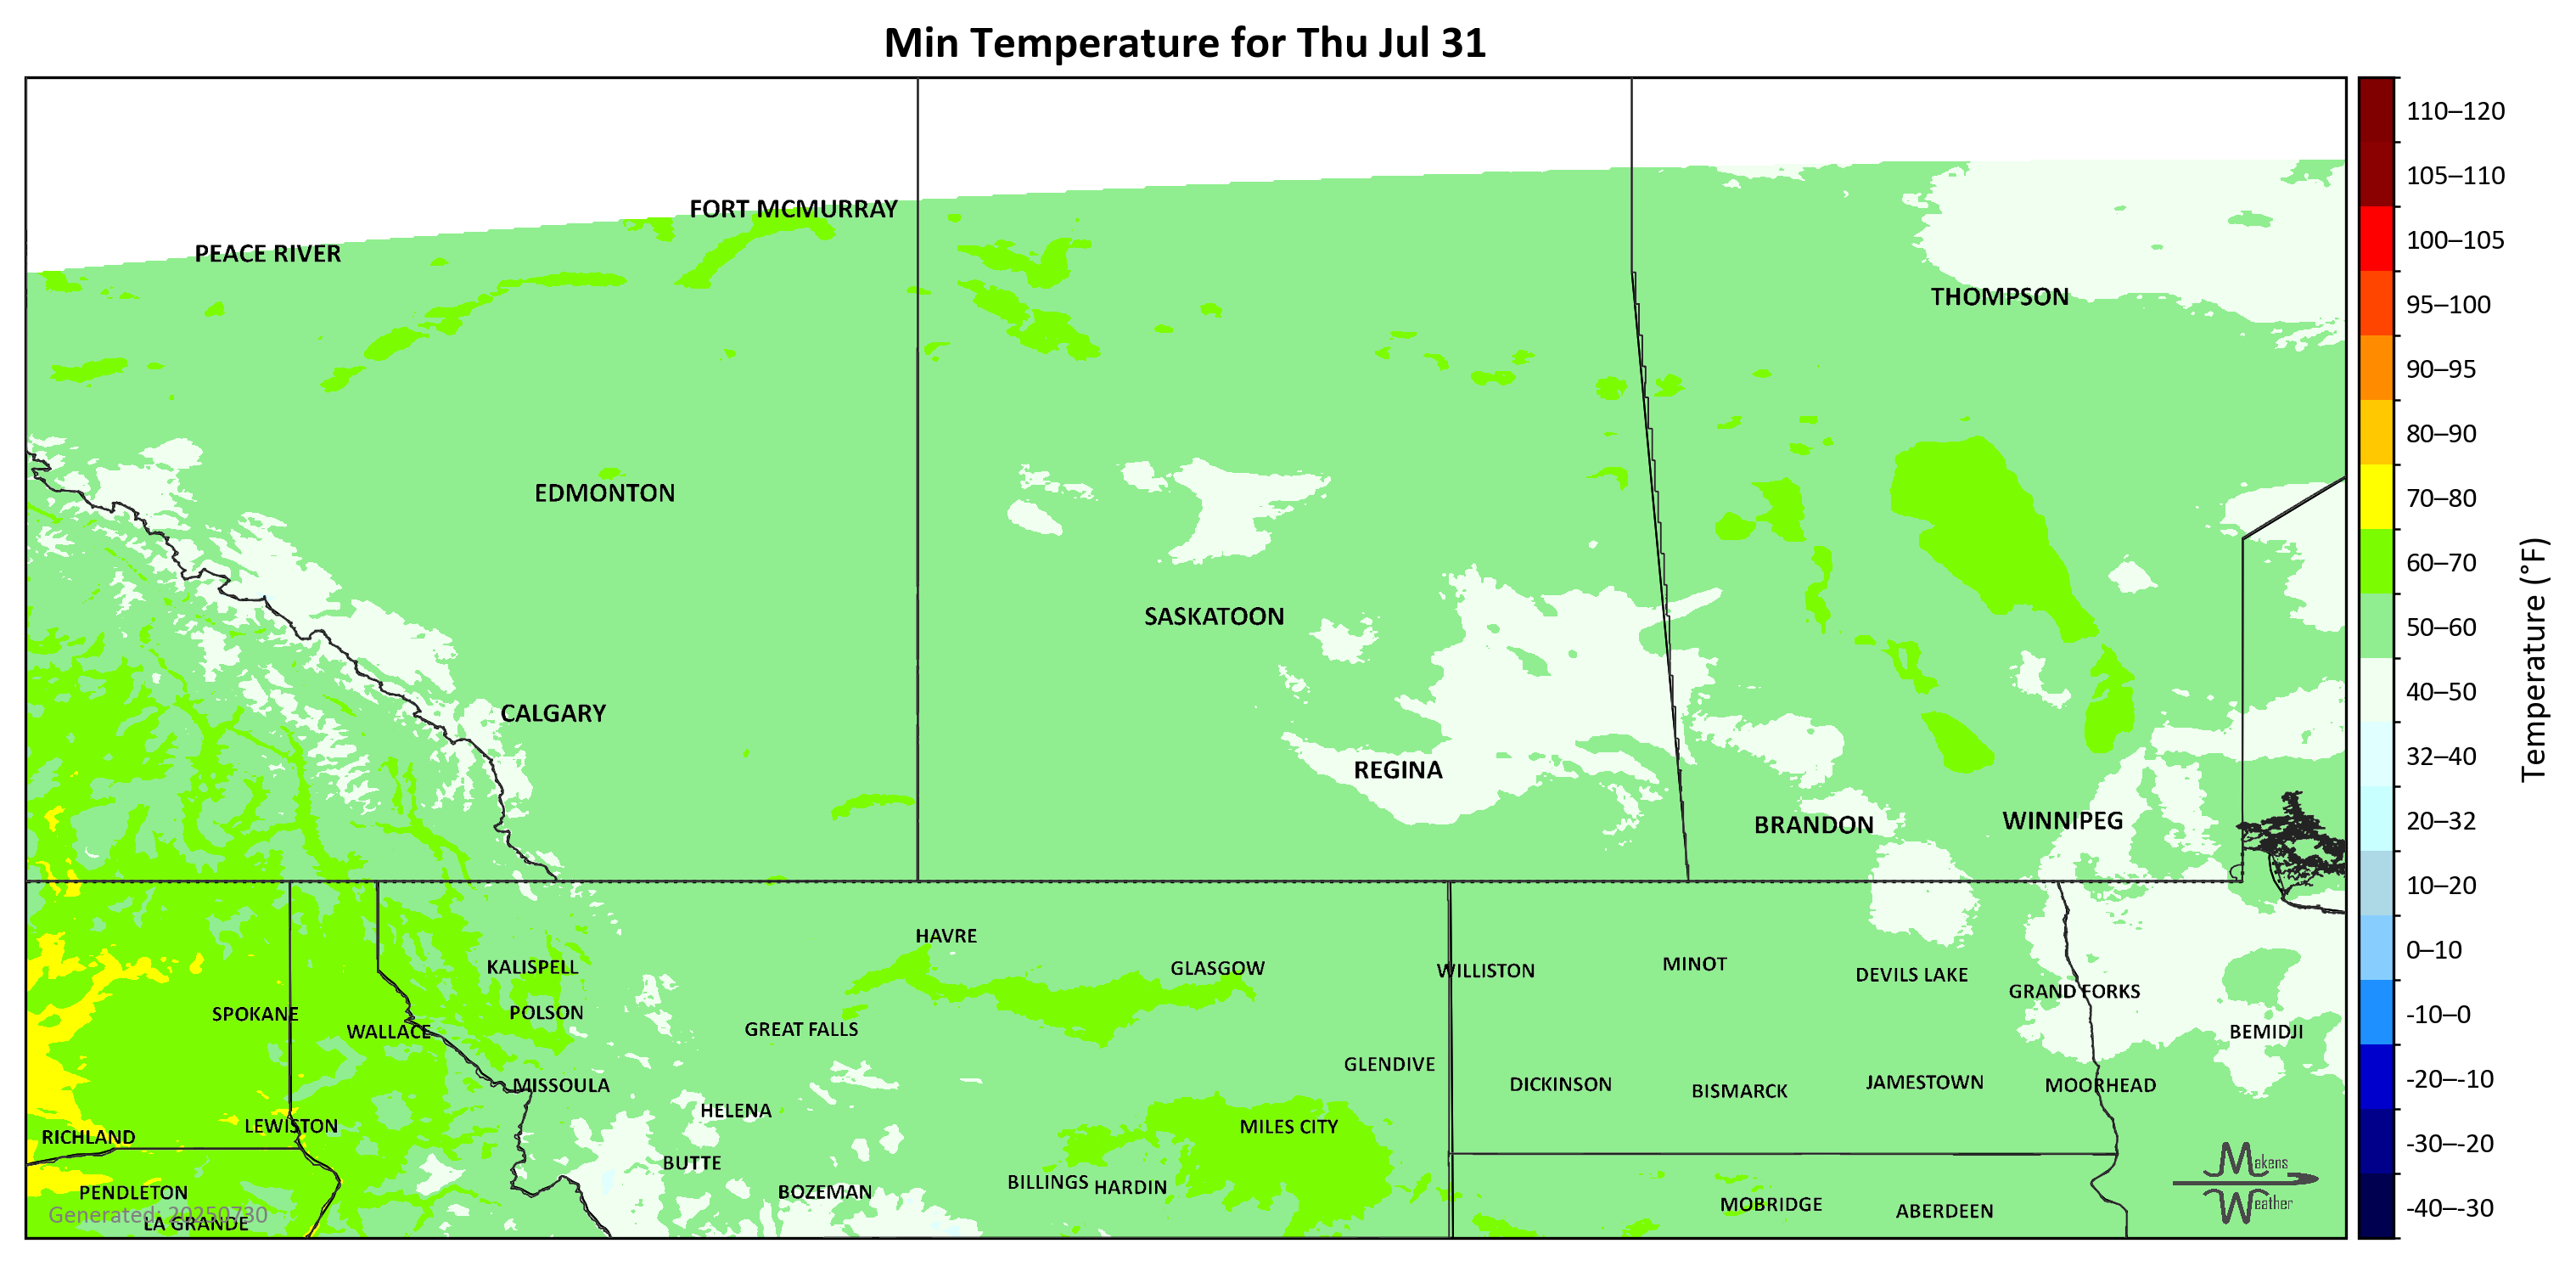 Min Temperature for Thu Jul 31
FORT MCMURRAY
PEACE RIVER
THOMPSON
EDMONTON
SASKATOON
CALGARY
REGINA
BRANDON
WINNIPEG
HAVRE
KALISPELL
GLASGOW
WILLISTON
MINOT
DEVILS LAKE
GRAND FORKS
SPOKANE
POLSON
WALLACE
GREAT FALLS
BEMIDJI
GLENDIVE
MISSOULA
DICKINSON
BISMARCK
JAMESTOWN
MOORHEAD
HELENA
LEWISTON
MILES CITY
RICHLAND
BUTTE
BILLINGS
HARDIN
BOZEMAN
PENDLETON
MOBRIDGE
ABERDEEN
Generated: 20250730
LA GRANDE
Makens
Weather
110–120
105–110
100–105
95–100
90–95
80–90
70–80
60–70
50–60
40–50
32–40
20–32
10–20
0–10
-10–0
-20–-10
-30–-20
-40–-30
Temperature (°F)